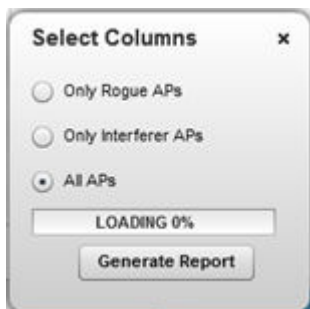 Select Columns ×
Only Rogue APs
Only Interferer APs
All APs
LOADING 0%
Generate Report